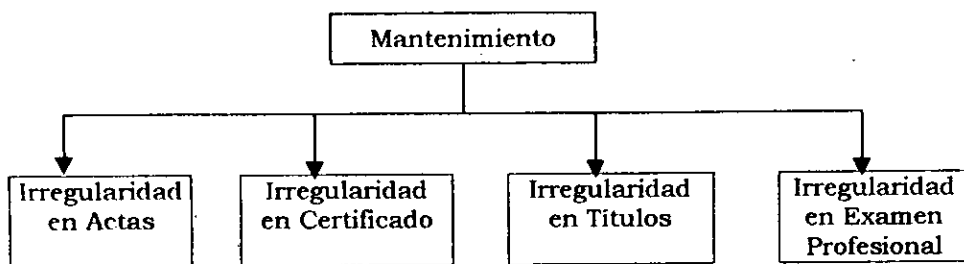 Mantenimiento
Irregularidad
en Actas
Irregularidad
en Certificado
Irregularidad
en Titulos
Irregularidad
en Examen
Profesional